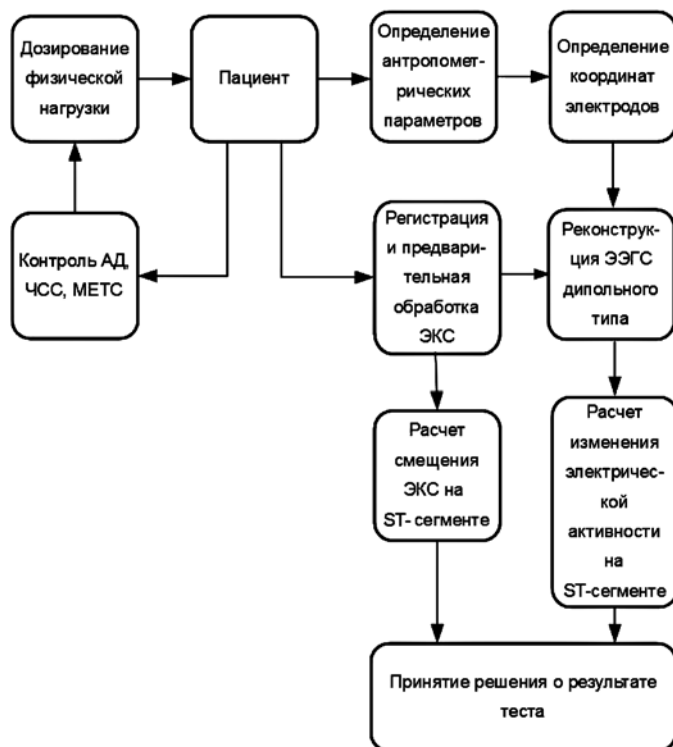 Дозирование
физической
нагрузки
Пациент
Определение
антропомет-
рических
параметров
Определение
координат
электродов
Контроль АД,
ЧСС, МЕТС
Регистрация
и предвари-
тельная
обработка
ЭКС
Реконструк-
ция ЭЭГС
дипольного
типа
Расчет
смещения
ЭКС на
ST- сегменте
Расчет
изменения
электричес-
кой
активности
на
ST-сегменте
Принятие решения о результате
теста